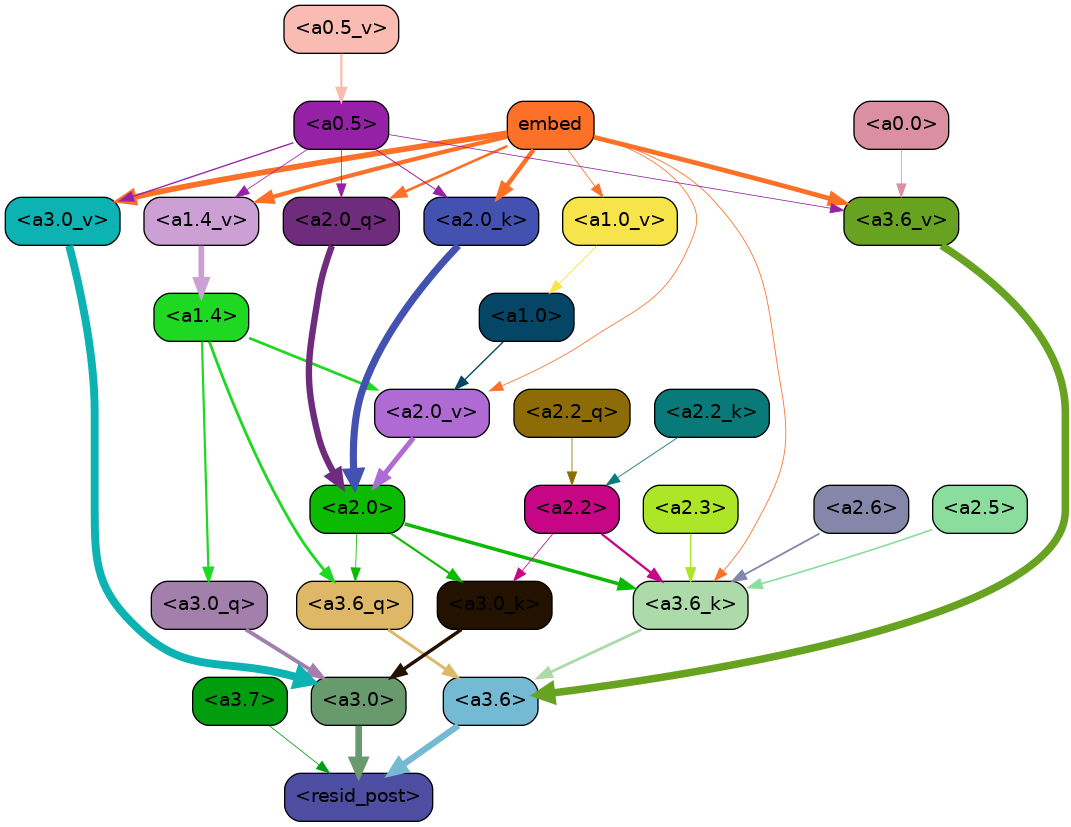 <a0.5_v>
<a0.5>
embed
<a0.0>
<a3.0_v>
<a1.4_v>
<a2.0_q>
<a2.0_k>
<a1.0_v>
<a3.6_v>
<a1.4>
<a1.0>
<a2.0_v>
<a2.2_q>
<a2.2_k>
<a2.0>
<a2.2>
<a2.3>
<a2.6>
<a2.5>
<a3.0_q>
<a3.6_q>
<a3.0_k>
<a3.6_k>
<a3.7>
<a3.0>
<a3.6>
<resid_post>